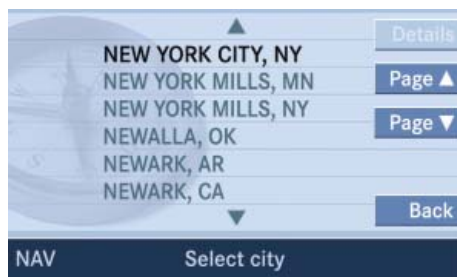 Details
NEW YORK CITY, NY
NEW YORK MILLS, MN
Page ▲
NEW YORK MILLS, NY
Page ▼
NEWALLA, OK
NEWARK, AR
NEWARK, CA
Back
NAV Select city